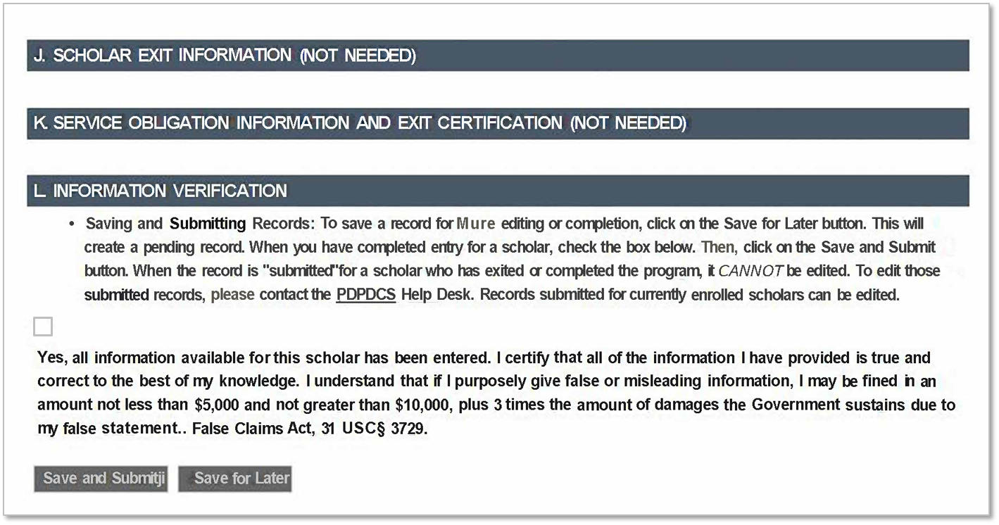 J. SCHOLAR EXIT INFORMATION (NOT NEEDED)
K. SERVICE OBLIGATION INFORMATION AND EXIT CERTIFICATION (NOT NEEDED)
L. INFORMATION VERIFICATION
• Saving and Submitting Records: To save a record for Mure editing or completion, click on the Save for Later button. This will
create a pending record. When you have completed entry for a scholar, check the box below. Then, click on the Save and Submit
button. When the record is "submitted"for a scholar who has exited or completed the program, it CANNOT be edited. To edit those
submitted records, please contact the PDPDCS Help Desk. Records submitted for currently enrolled scholars can be edited.
Yes, all information available for this scholar has been entered. I certify that all of the information I have provided is true and
correct to the best of my knowledge. I understand that if I purposely give false or misleading information, I may be fined in an
amount not less than $5,000 and not greater than $10,000, plus 3 times the amount of damages the Government sustains due to
my false statement.. False Claims Act, 31 USC§ 3729.
Save and Submitji Save for Later